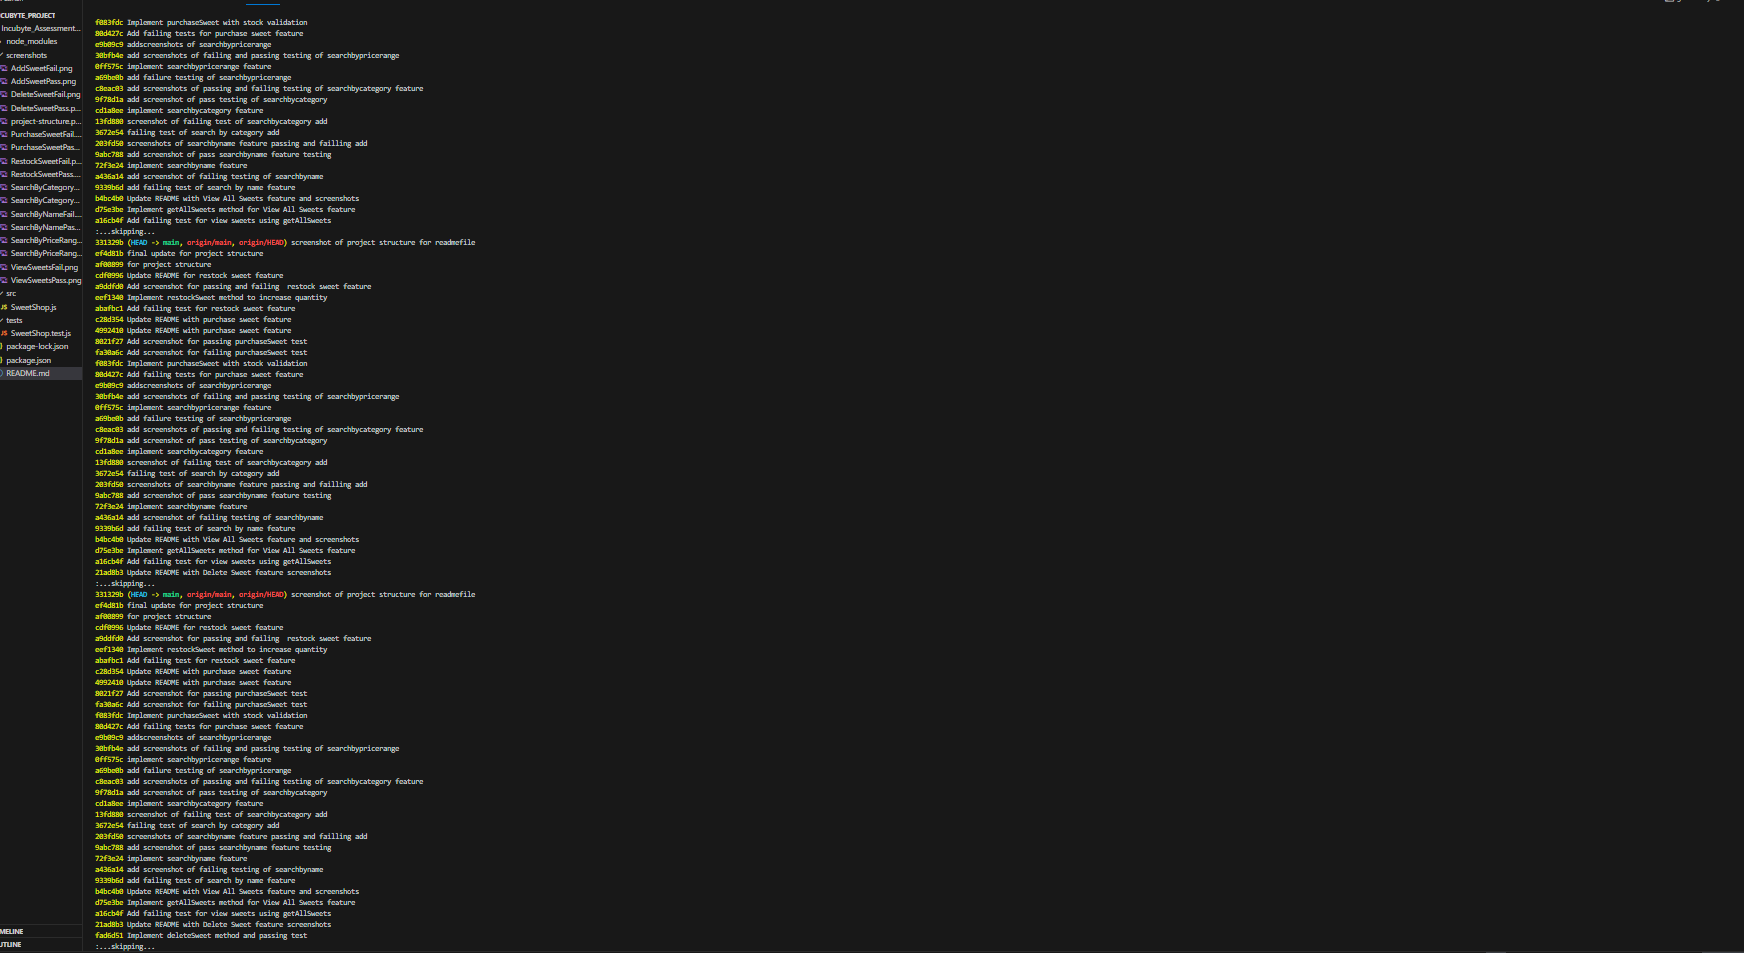 CUBYTE_PROJECT
Incubyte_Assessment...
node_modules
screenshots
AddSweetFail.png
AddSweetPass.png
DeleteSweetFail.png
DeleteSweetPass.p...
project-structure.p...
PurchaseSweetFail....
PurchaseSweetPas...
RestockSweetFail.p...
RestockSweetPass....
SearchByCategory...
SearchByCategory...
SearchByNameFail....
SearchByNamePas...
SearchByPriceRang...
SearchByPriceRang...
ViewSweetsFail.png
ViewSweetsPass.png
src
JS SweetShop.js
tests
JS SweetShop.test.js
package-lock.json
package.json
README.md
MELINE
UTLINE
f083fdc Implement purchaseSweet with stock validation
80d427c Add failing tests for purchase sweet feature
e9b09c9 addscreenshots of searchbypricerange
30bfb4e add screenshots of failing and passing testing of searchbypricerange
0ff575c implement searchbypricerange feature
a69be0b add failure testing of searchbypricerange
c8eac03 add screenshots of passing and failing testing of searchbycategory feature
9f78d1a add screenshot of pass testing of searchbycategory
cd1a8ee implement searchbycategory feature
13fd880 screenshot of failing test of searchbycategory add
3672e54 failing test of search by category add
203fd50 screenshots of searchbyname feature passing and failling add
9abc788 add screenshot of pass searchbyname feature testing
72f3e24 implement searchbyname feature
a436a14 add screenshot of failing testing of searchbyname
9339b6d add failing test of search by name feature
b4bc4b0 Update README with View All Sweets feature and screenshots
d75e3be Implement getAllSweets method for View All Sweets feature
a16cb4f Add failing test for view sweets using getAllSweets
:...skipping...
331329b (HEAD -> main, origin/main, origin/HEAD) screenshot of project structure for readmefile
ef4d81b final update for project structure
af08899 for project structure
cdf0996 Update README for restock sweet feature
a9ddfd0 Add screenshot for passing and failing  restock sweet feature
eef1340 Implement restockSweet method to increase quantity
abafbc1 Add failing test for restock sweet feature
c28d354 Update README with purchase sweet feature
4992410 Update README with purchase sweet feature
8021f27 Add screenshot for passing purchaseSweet test
fa30a6c Add screenshot for failing purchaseSweet test
f083fdc Implement purchaseSweet with stock validation
80d427c Add failing tests for purchase sweet feature
e9b09c9 addscreenshots of searchbypricerange
30bfb4e add screenshots of failing and passing testing of searchbypricerange
0ff575c implement searchbypricerange feature
a69be0b add failure testing of searchbypricerange
c8eac03 add screenshots of passing and failing testing of searchbycategory feature
9f78d1a add screenshot of pass testing of searchbycategory
cd1a8ee implement searchbycategory feature
13fd880 screenshot of failing test of searchbycategory add
3672e54 failing test of search by category add
203fd50 screenshots of searchbyname feature passing and failling add
9abc788 add screenshot of pass searchbyname feature testing
72f3e24 implement searchbyname feature
a436a14 add screenshot of failing testing of searchbyname
9339b6d add failing test of search by name feature
b4bc4b0 Update README with View All Sweets feature and screenshots
d75e3be Implement getAllSweets method for View All Sweets feature
a16cb4f Add failing test for view sweets using getAllSweets
21ad8b3 Update README with Delete Sweet feature screenshots
:...skipping...
331329b (HEAD -> main, origin/main, origin/HEAD) screenshot of project structure for readmefile
ef4d81b final update for project structure
af08899 for project structure
cdf0996 Update README for restock sweet feature
a9ddfd0 Add screenshot for passing and failing  restock sweet feature
eef1340 Implement restockSweet method to increase quantity
abafbc1 Add failing test for restock sweet feature
c28d354 Update README with purchase sweet feature
4992410 Update README with purchase sweet feature
8021f27 Add screenshot for passing purchaseSweet test
fa30a6c Add screenshot for failing purchaseSweet test
f083fdc Implement purchaseSweet with stock validation
80d427c Add failing tests for purchase sweet feature
e9b09c9 addscreenshots of searchbypricerange
30bfb4e add screenshots of failing and passing testing of searchbypricerange
0ff575c implement searchbypricerange feature
a69be0b add failure testing of searchbypricerange
c8eac03 add screenshots of passing and failing testing of searchbycategory feature
9f78d1a add screenshot of pass testing of searchbycategory
cd1a8ee implement searchbycategory feature
13fd880 screenshot of failing test of searchbycategory add
3672e54 failing test of search by category add
203fd50 screenshots of searchbyname feature passing and failling add
9abc788 add screenshot of pass searchbyname feature testing
72f3e24 implement searchbyname feature
a436a14 add screenshot of failing testing of searchbyname
9339b6d add failing test of search by name feature
b4bc4b0 Update README with View All Sweets feature and screenshots
d75e3be Implement getAllSweets method for View All Sweets feature
a16cb4f Add failing test for view sweets using getAllSweets
21ad8b3 Update README with Delete Sweet feature screenshots
fad6d51 Implement deleteSweet method and passing test
:...skipping...